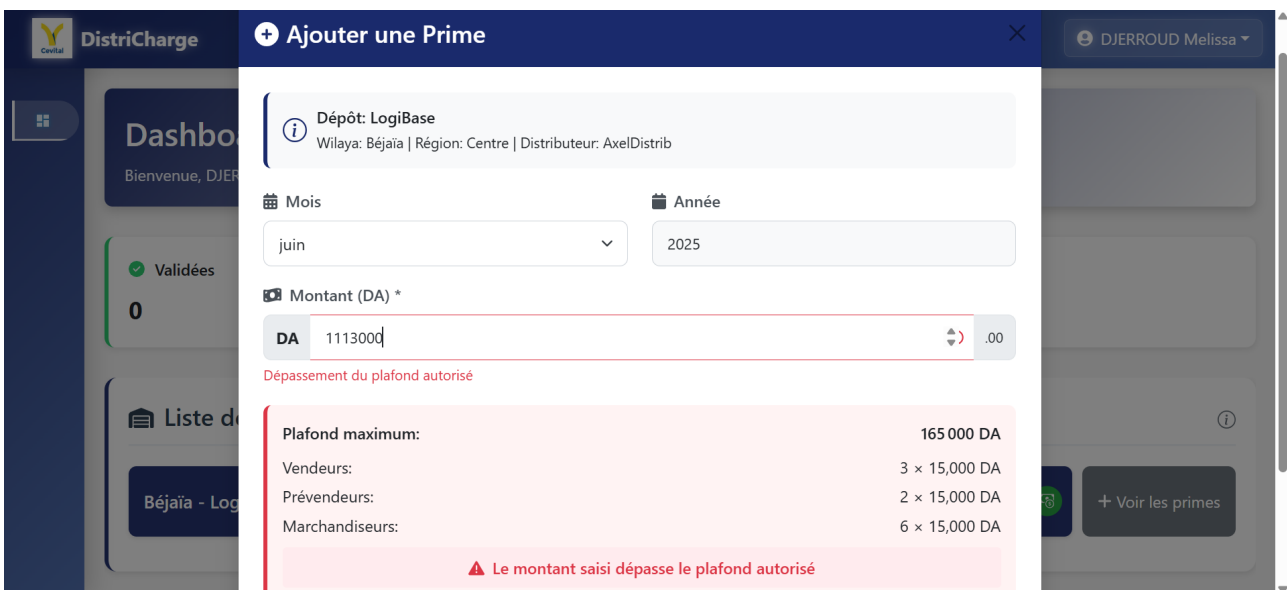 Cevital
DistriCharge
Ajouter une Prime
DJERROUD Melissa
Dépôt: LogiBase
Wilaya: Béjaïa | Région: Centre | Distributeur: AxelDistrib
Dashbo
Bienvenue, DJER
Mois
Année
juin
2025
Validées
0
Montant (DA) *
DA
1113000
.00
Dépassement du plafond autorisé
Liste d
Plafond maximum:
165 000 DA
Vendeurs:
3 × 15,000 DA
Prévendeurs:
2 × 15,000 DA
Marchandiseurs:
6 × 15,000 DA
Béjaïa - Log
+ Voir les primes
Le montant saisi dépasse le plafond autorisé